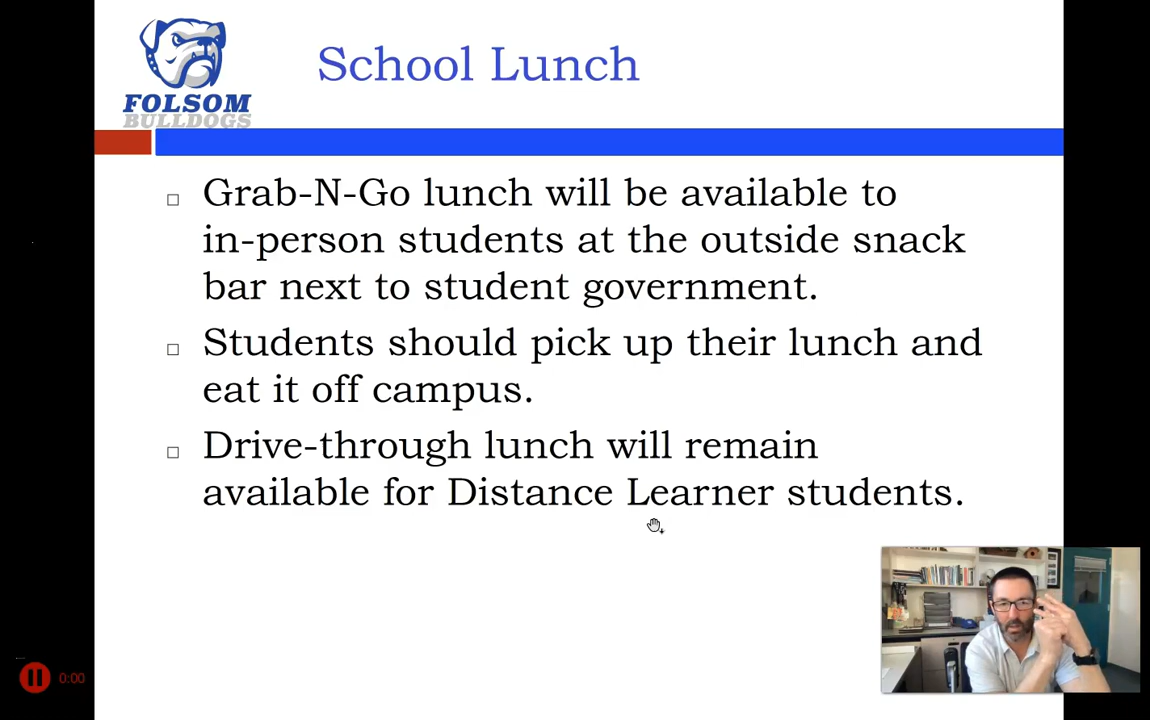 FOLSOM
BULLDOGS
School Lunch
Grab-N-Go lunch will be available to
in-person students at the outside snack
bar next to student government.
Students should pick up their lunch and
eat it off campus.
Drive-through lunch will remain
available for Distance Learner students.
0:00